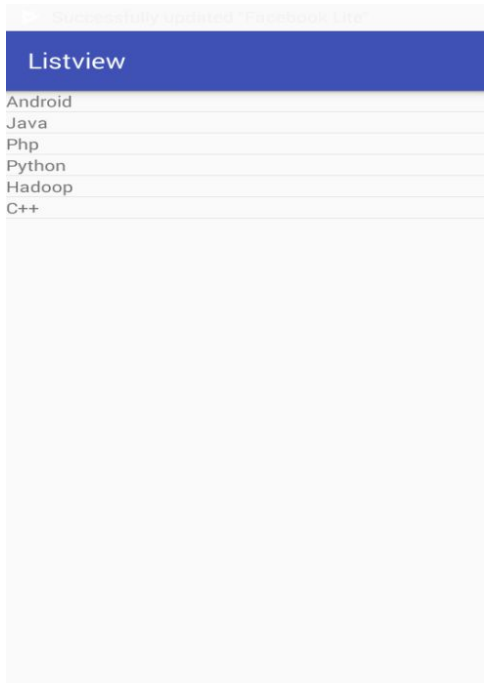 Successfully updated "Facebook Lite"
Listview
Android
Java
Php
Python
Hadoop
C++